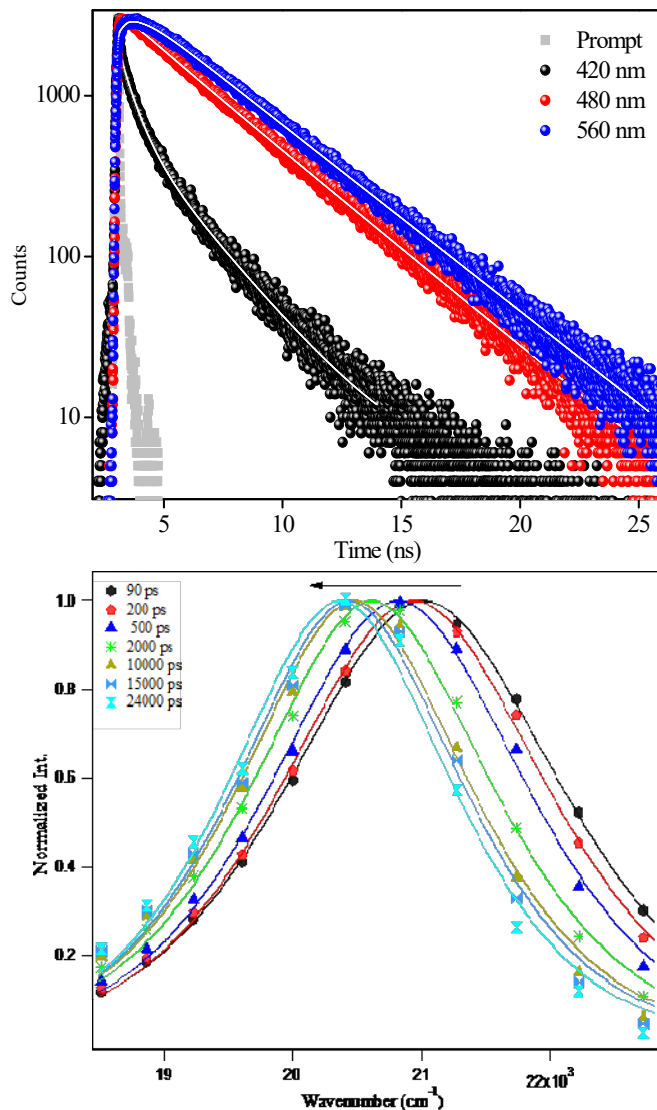 Prompt
420 nm
480 nm
560 nm
1000
100
10
Counts
5
10
15
20
25
Time (ns)
90 ps
200 ps
500 ps
2000 ps
10000 ps
15000 ps
24000 ps
1.0
0.8
0.6
0.4
0.2
Normalized Int.
19
20
21
22x10³
Wavenumber (cm⁻¹)